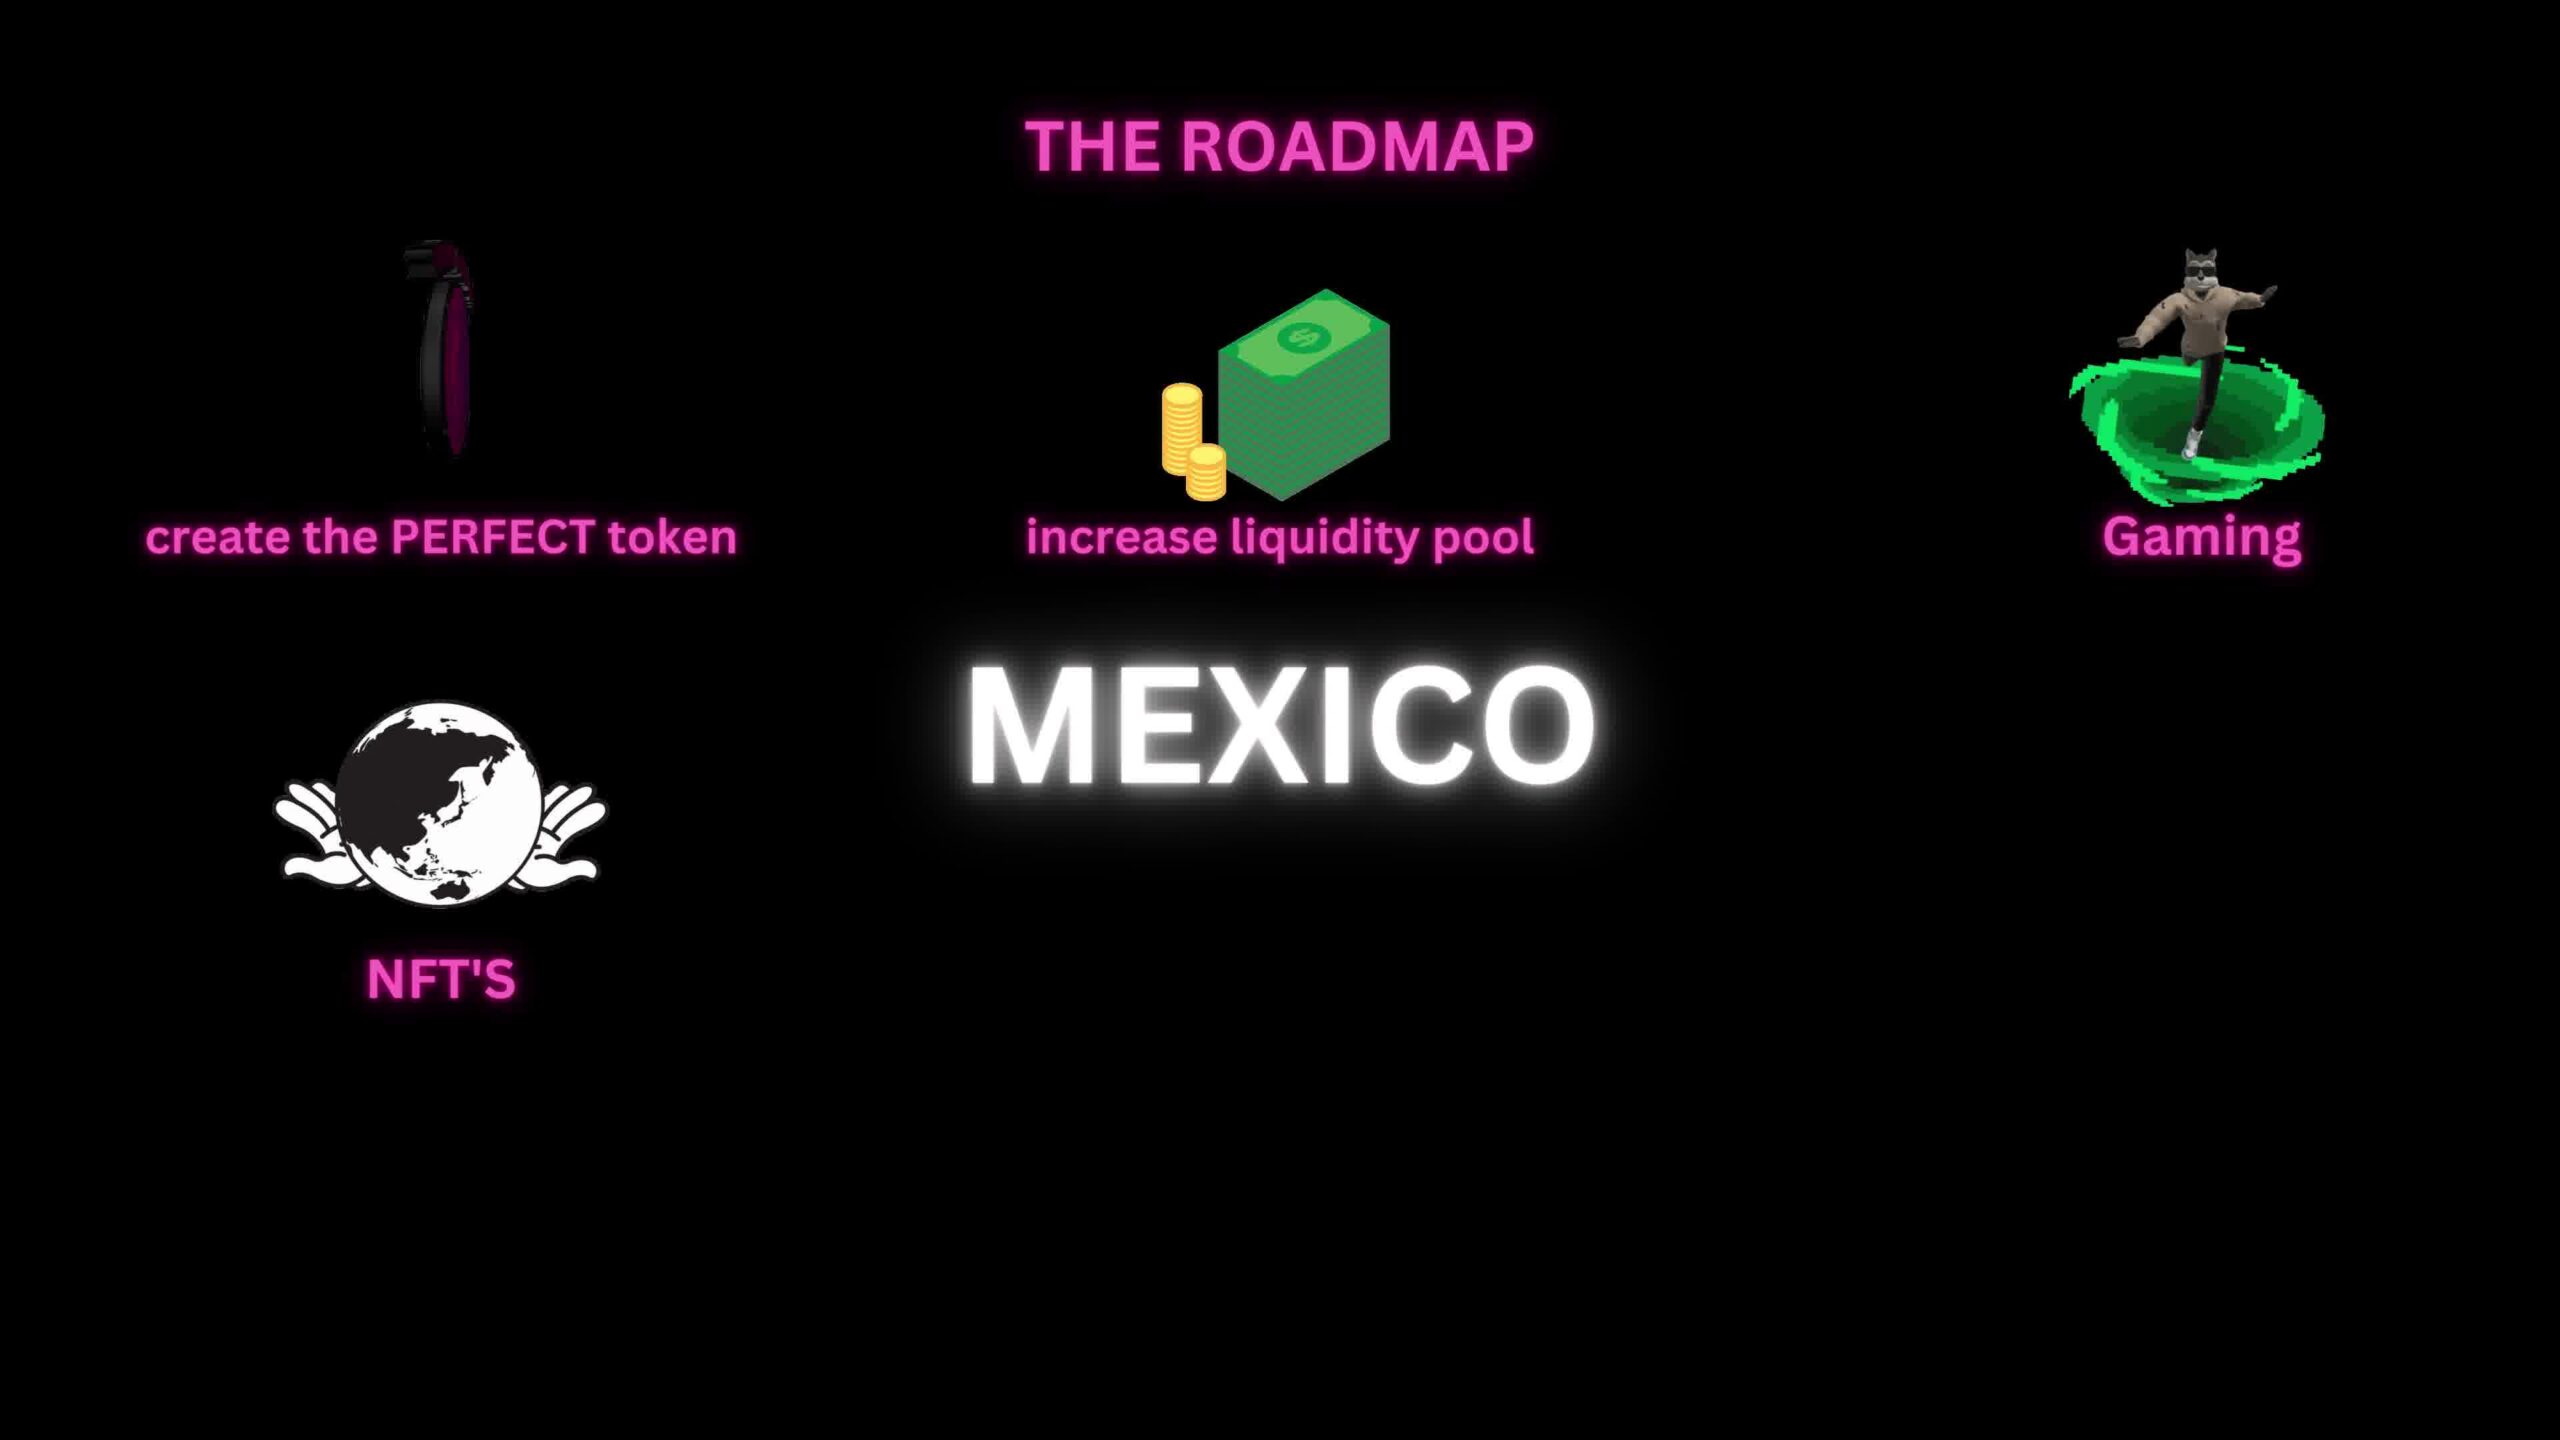 THE ROADMAP
create the PERFECT token
increase liquidity pool
Gaming
MEXICO
NFT'S